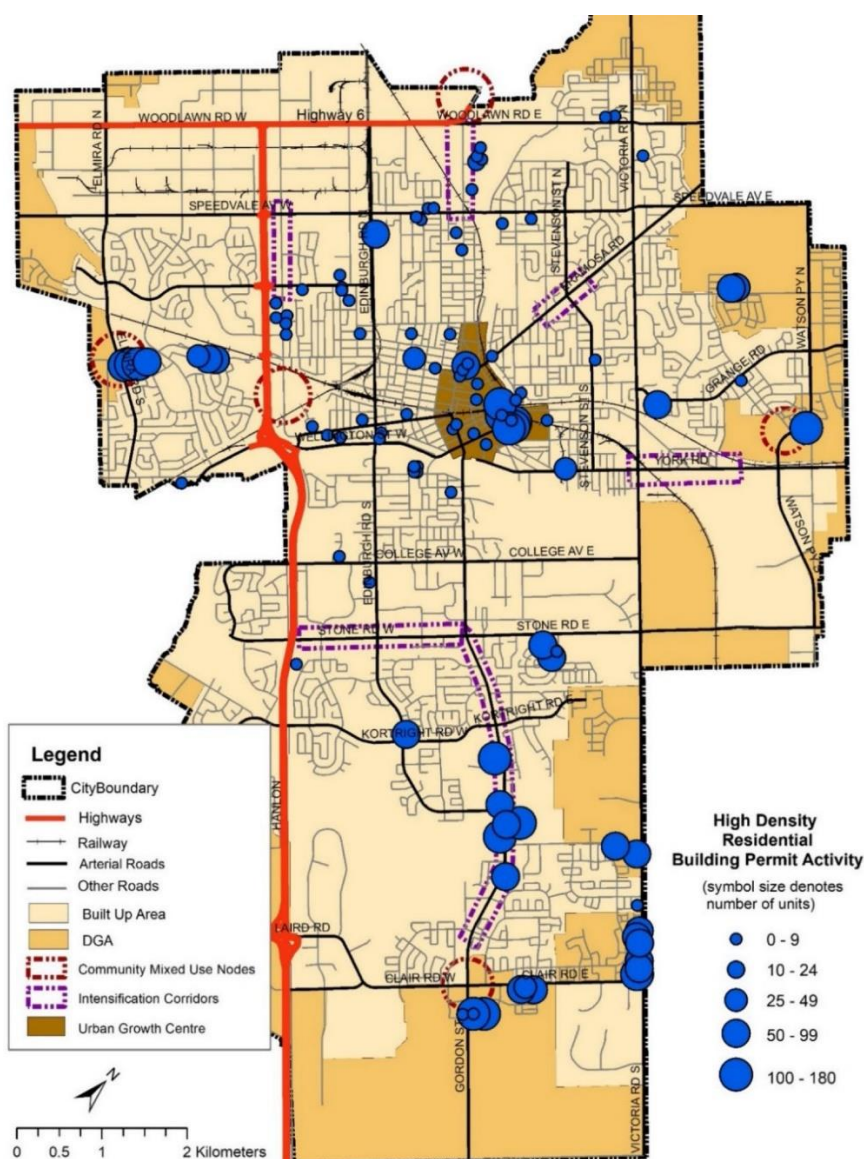 WOODLAWN RD W
Highway 6
WOODLAWN RD E
ELMIRA RD N
VICTORIA RD N
SPEEDVALE AV W
SPEEDVALE AV E
EDINBURGH RD N
STEVENSON ST N
ERAMOSA RD
WATSON PY N
GRANGE RD
WELLINGTON ST W
STEVENSON ST S
YORK RD
WATSON PY S
EDINBURGH RD S
COLLEGE AV W
COLLEGE AV E
STONE RD W
STONE RD E
KORTRIGHT RD W
KORTRIGHT RD E
HANLON
LAIRD RD
CLAIR RD W
CLAIR RD E
GORDON ST
VICTORIA RD S
Legend
CityBoundary
Highways
Railway
Arterial Roads
Other Roads
Built Up Area
DGA
Community Mixed Use Nodes
Intensification Corridors
Urban Growth Centre
N
0 0.5 1 2 Kilometers
High Density
Residential
Building Permit Activity
(symbol size denotes
number of units)
0 - 9
10 - 24
25 - 49
50 - 99
100 - 180